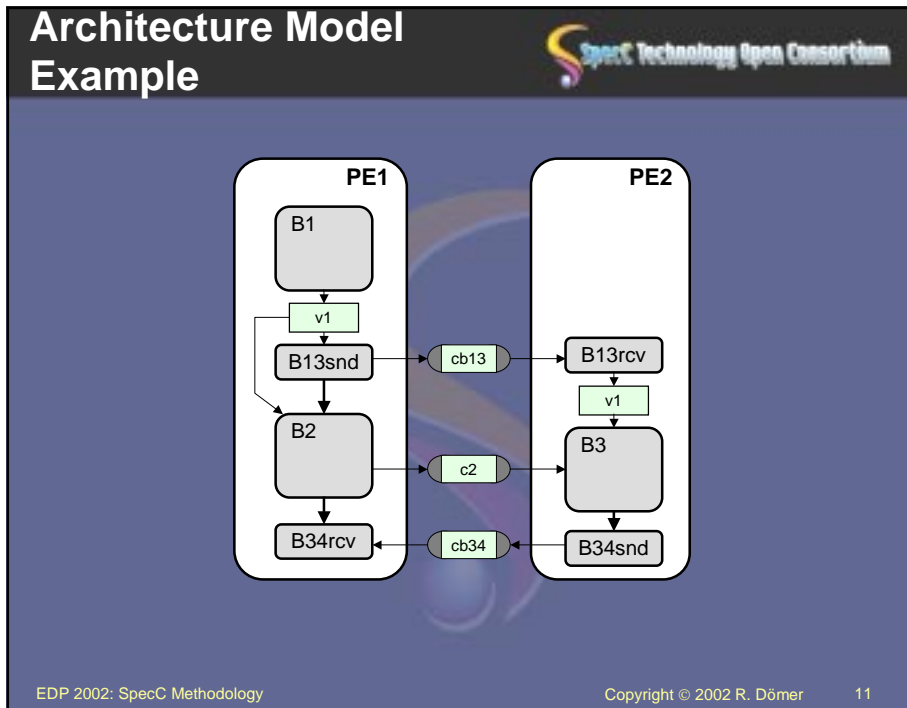 Architecture Model
Example
SpecC Technology Open Consortium
PE1
PE2
B1
v1
B13snd
cb13
B13rcv
v1
B2
B3
c2
B34rcv
cb34
B34snd
EDP 2002: SpecC Methodology
Copyright © 2002 R. Dömer
11